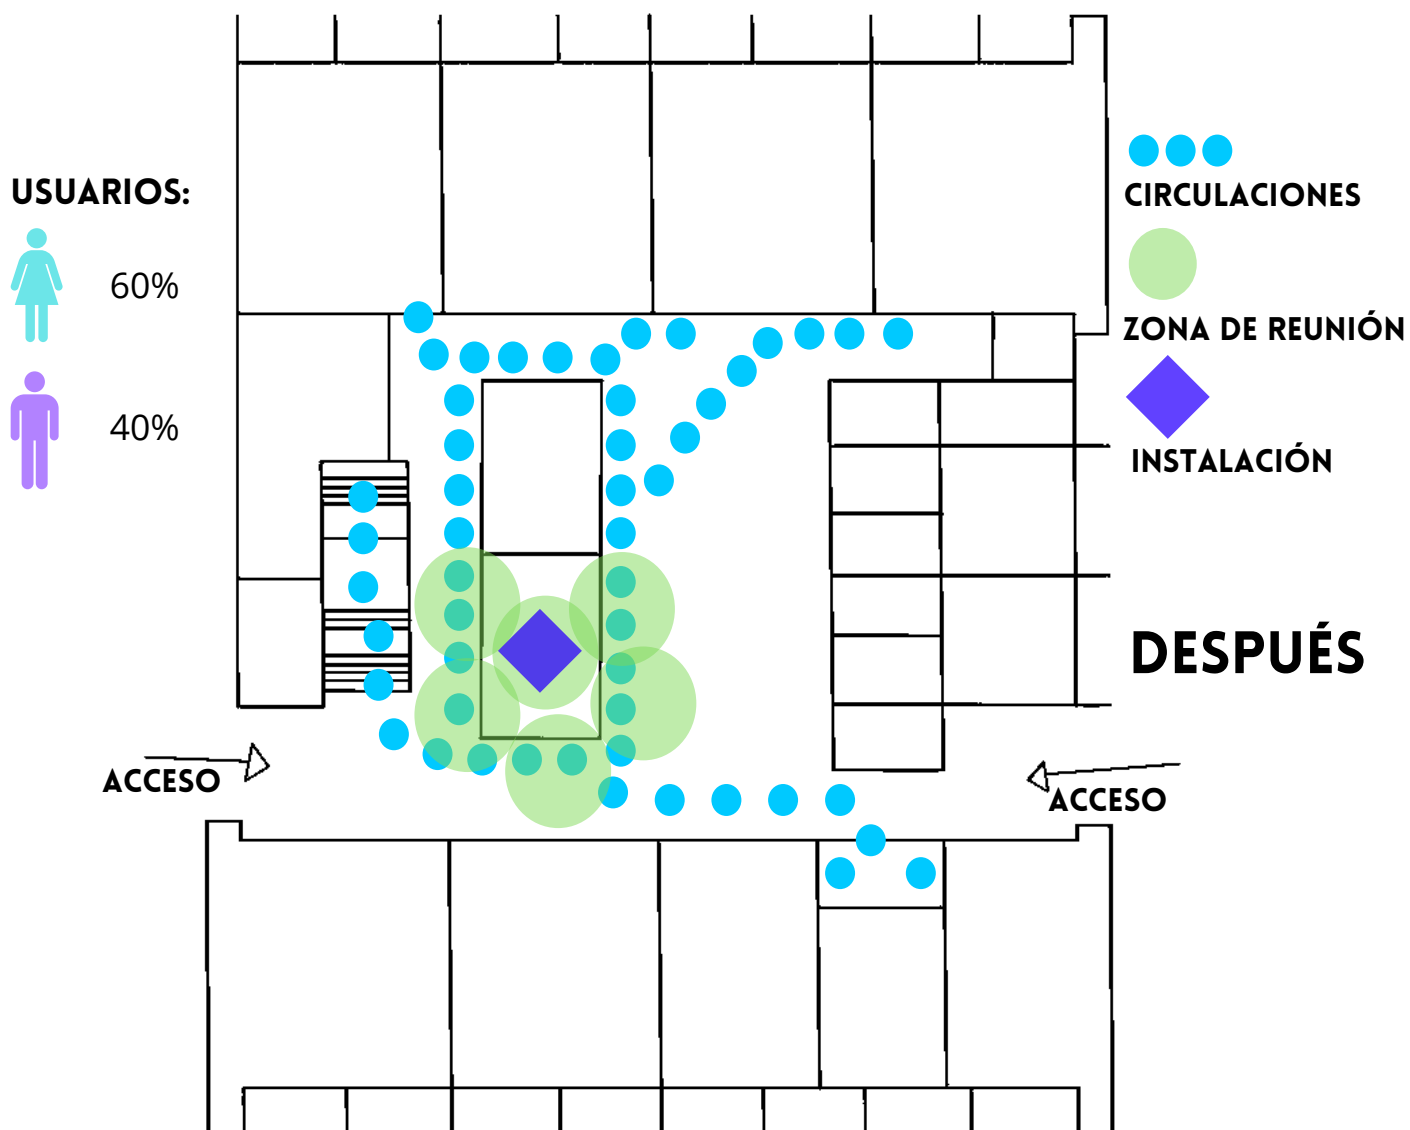 USUARIOS:
60%
40%
CIRCULACIONES
ZONA DE REUNIÓN
INSTALACIÓN
DESPUÉS
ACCESO
ACCESO